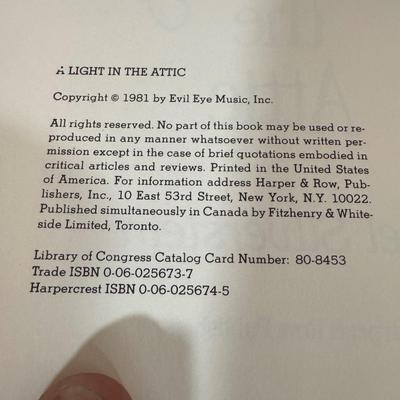 A LIGHT IN THE ATTIC
Copyright © 1981 by Evil Eye Music, Inc.
All rights reserved. No part of this book may be used or re-
produced in any manner whatsoever without written per-
mission except in the case of brief quotations embodied in
critical articles and reviews. Printed in the United States
of America. For information address Harper & Row, Pub-
lishers, Inc., 10 East 53rd Street, New York, N.Y. 10022.
Published simultaneously in Canada by Fitzhenry & White-
side Limited, Toronto.
Library of Congress Catalog Card Number: 80-8453
Trade ISBN 0-06-025673-7
Harpercrest ISBN 0-06-025674-5